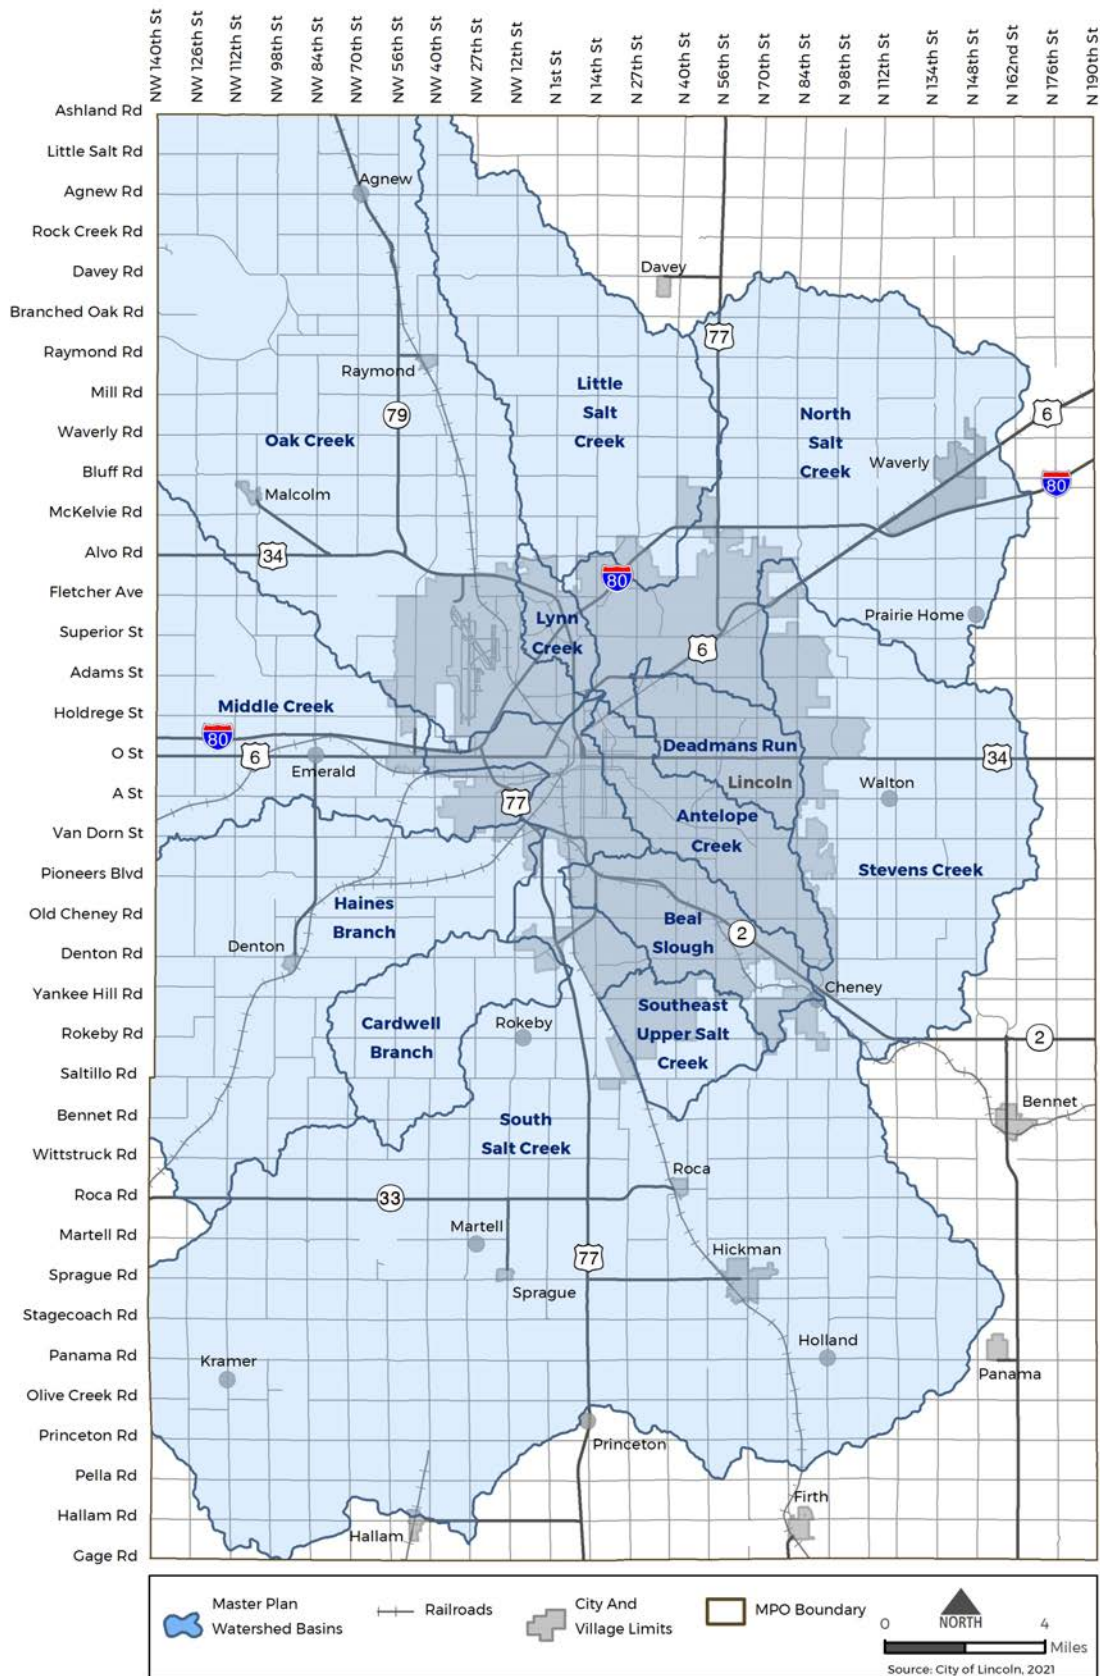 NW 140th St
NW 126th St
NW 112th St
NW 98th St
NW 84th St
NW 70th St
NW 56th St
NW 40th St
NW 27th St
NW 12th St
N 1st St
N 14th St
N 27th St
N 40th St
N 56th St
N 70th St
N 84th St
N 98th St
N 112th St
N 134th St
N 148th St
N 162nd St
N 176th St
N 190th St
Ashland Rd
Little Salt Rd
Agnew Rd
Rock Creek Rd
Davey Rd
Branched Oak Rd
Raymond Rd
Mill Rd
Waverly Rd
Bluff Rd
McKelvie Rd
Alvo Rd
Fletcher Ave
Superior St
Adams St
Holdrege St
O St
A St
Van Dorn St
Pioneers Blvd
Old Cheney Rd
Denton Rd
Yankee Hill Rd
Rokeby Rd
Saltillo Rd
Bennet Rd
Wittstruck Rd
Roca Rd
Martell Rd
Sprague Rd
Stagecoach Rd
Panama Rd
Olive Creek Rd
Princeton Rd
Pella Rd
Hallam Rd
Gage Rd
Agnew
Davey
77
Raymond
79
Little
Salt
Creek
North
Salt
Creek
6
Oak Creek
Waverly
80
Malcolm
34
80
Lynn
Creek
Prairie Home
6
Middle Creek
80
6
Emerald
Deadmans Run
34
Lincoln
Walton
77
Antelope
Creek
Stevens Creek
Haines
Branch
Beal
Slough
2
Denton
Cheney
Southeast
Upper Salt
Creek
Cardwell
Branch
Rokeby
2
Bennet
South
Salt Creek
Roca
33
Martell
Hickman
77
Sprague
Holland
Kramer
Panama
Princeton
Firth
Hallam
Master Plan
Watershed Basins
Railroads
City And
Village Limits
MPO Boundary
NORTH
0 4
Miles
Source: City of Lincoln, 2021